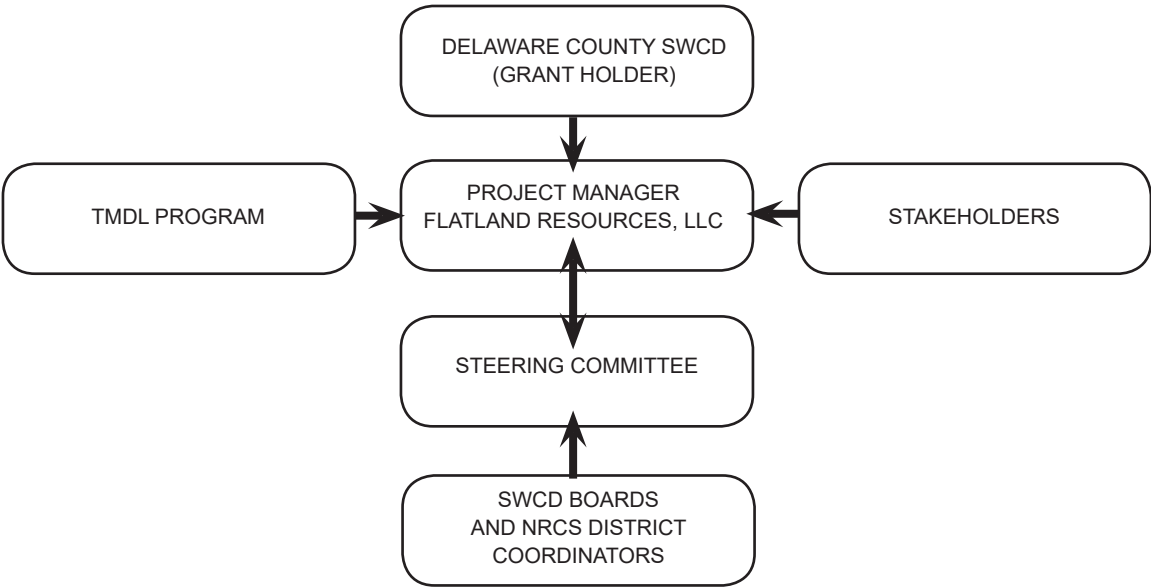 DELAWARE COUNTY SWCD
(GRANT HOLDER)
TMDL PROGRAM
PROJECT MANAGER
FLATLAND RESOURCES, LLC
STAKEHOLDERS
STEERING COMMITTEE
SWCD BOARDS
AND NRCS DISTRICT
COORDINATORS